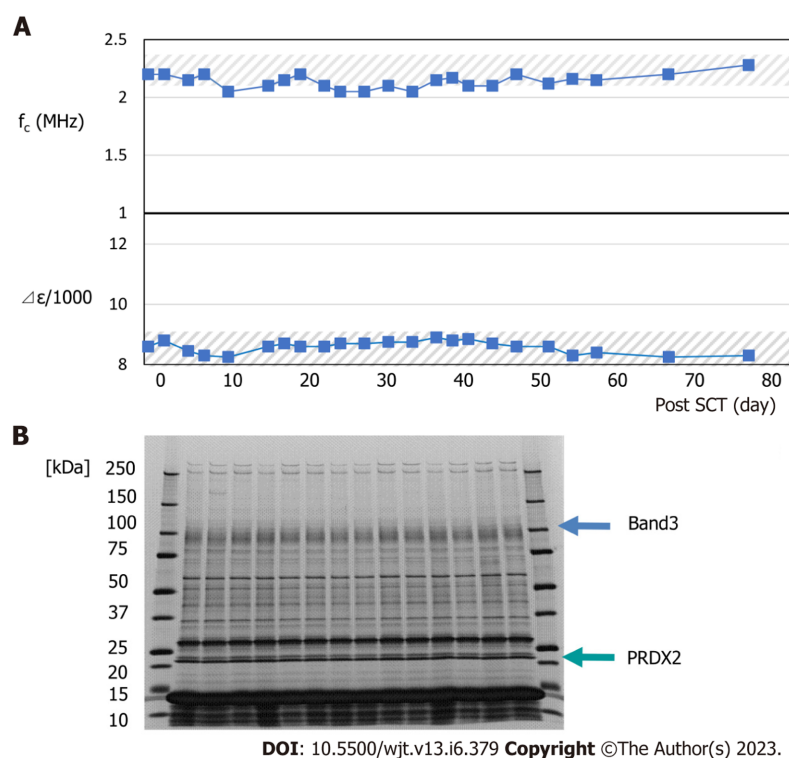 A
2.5
2
f꜀ (MHz)
1.5
1
12
⊿ε/1000
10
8
0 10 20 30 40 50 60 70 80
Post SCT (day)
B
[kDa] 250
150
100
Band3
75
50
37
25
PRDX2
20
15
10
DOI: 10.5500/wjt.v13.i6.379 Copyright ©The Author(s) 2023.